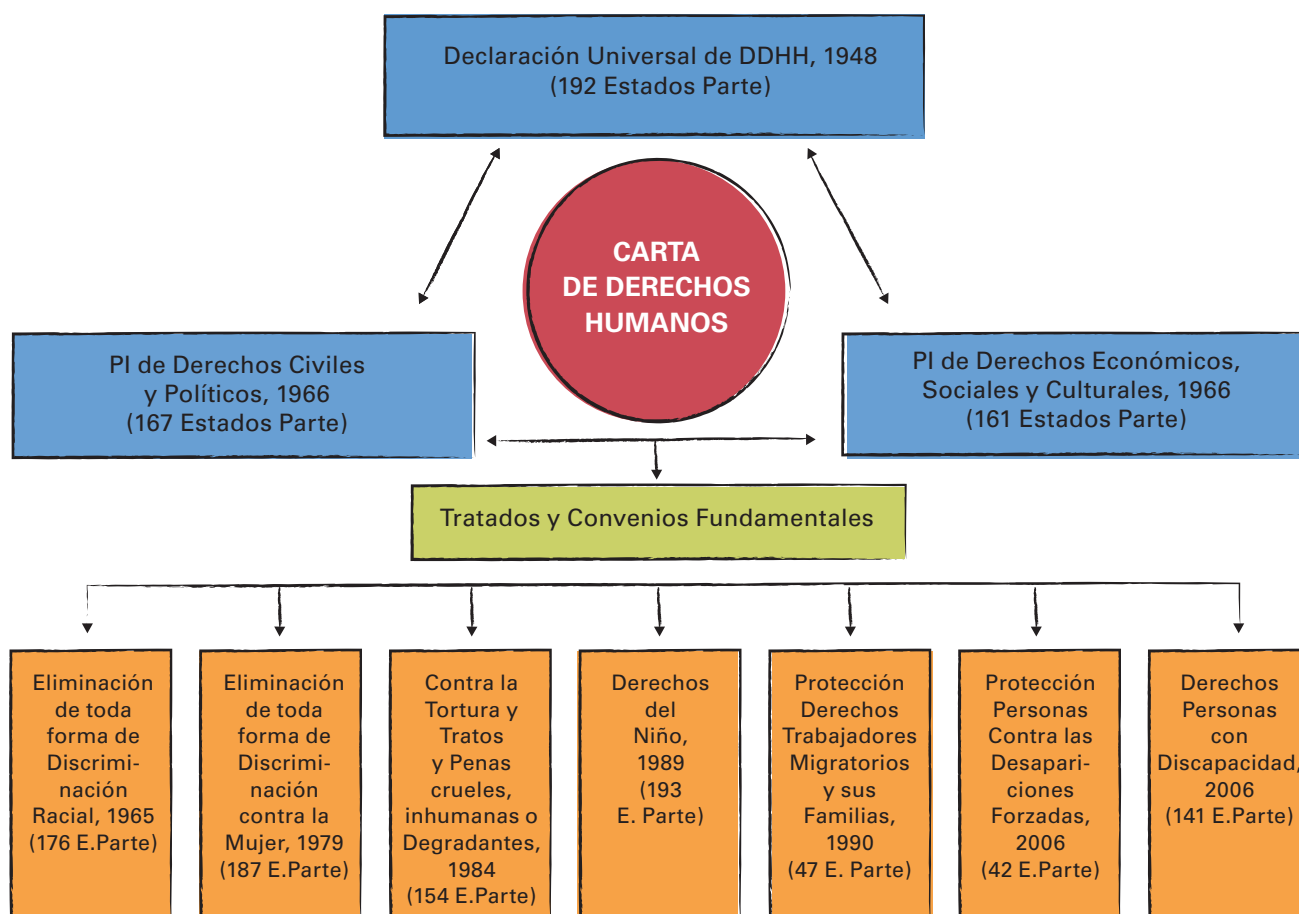 Declaración Universal de DDHH, 1948
(192 Estados Parte)
CARTA
DE DERECHOS
HUMANOS
PI de Derechos Civiles
y Políticos, 1966
(167 Estados Parte)
PI de Derechos Económicos,
Sociales y Culturales, 1966
(161 Estados Parte)
Tratados y Convenios Fundamentales
Eliminación
de toda
forma de
Discrimi-
nación
Racial, 1965
(176 E.Parte)
Eliminación
de toda
forma de
Discrimi-
nación
contra la
Mujer, 1979
(187 E.Parte)
Contra la
Tortura y
Tratos
y Penas
crueles,
inhumanas o
Degradantes,
1984
(154 E.Parte)
Derechos
del
Niño,
1989
(193
E. Parte)
Protección
Derechos
Trabajadores
Migratorios
y sus
Familias,
1990
(47 E. Parte)
Protección
Personas
Contra las
Desapari-
ciones
Forzadas,
2006
(42 E.Parte)
Derechos
Personas
con
Discapacidad,
2006
(141 E.Parte)